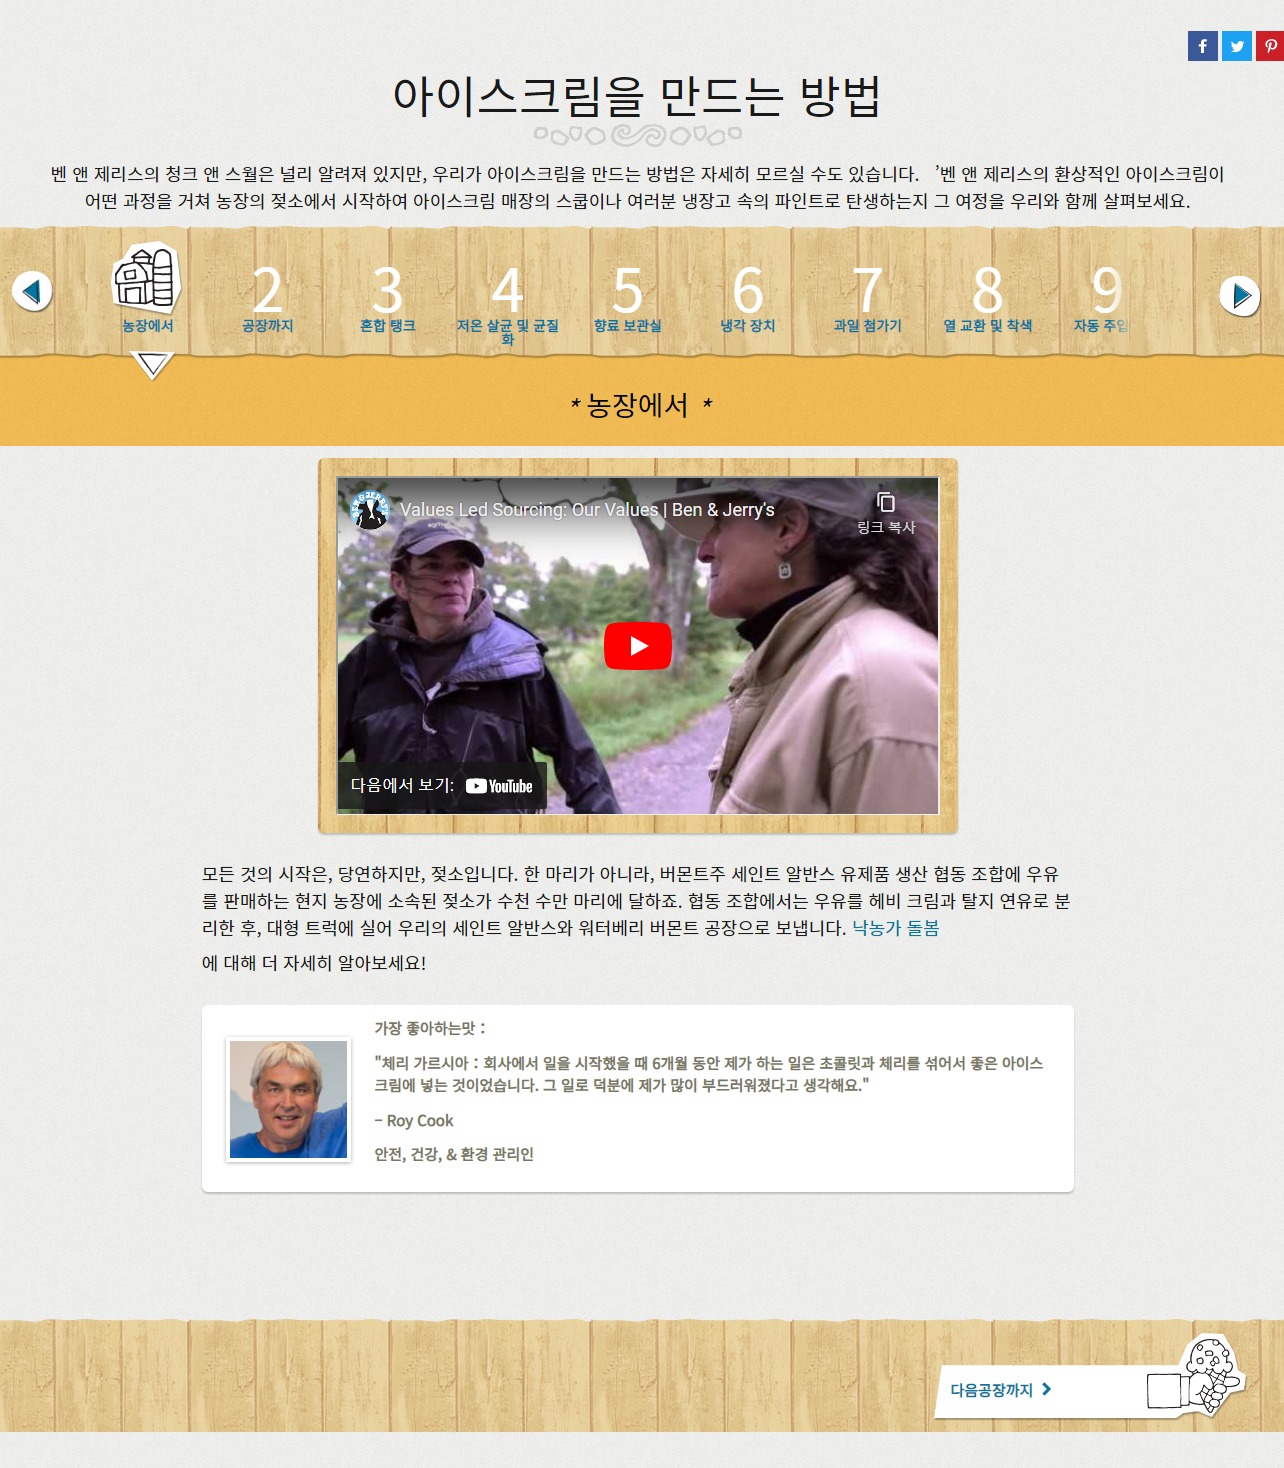 아이스크림을 만드는 방법
벤 앤 제리스의 청크 앤 스월은 널리 알려져 있지만, 우리가 아이스크림을 만드는 방법은 자세히 모르실 수도 있습니다. ’벤 앤 제리스의 환상적인 아이스크림이
어떤 과정을 거쳐 농장의 젖소에서 시작하여 아이스크림 매장의 스쿱이나 여러분 냉장고 속의 파인트로 탄생하는지 그 여정을 우리와 함께 살펴보세요.
2 3 4 5 6 7 8 9
농장에서 공장까지 혼합 탱크 저온 살균 및 균질 향료 보관실 냉각 장치 과일 첨가기 열 교환 및 착색 자동 주입
화
* 농장에서 *
Values Led Sourcing: Our Values | Ben & Jerry's
링크 복사
다음에서 보기: YouTube
모든 것의 시작은, 당연하지만, 젖소입니다. 한 마리가 아니라, 버몬트주 세인트 알반스 유제품 생산 협동 조합에 우유
를 판매하는 현지 농장에 소속된 젖소가 수천 수만 마리에 달하죠. 협동 조합에서는 우유를 헤비 크림과 탈지 연유로 분
리한 후, 대형 트럭에 실어 우리의 세인트 알반스와 워터베리 버몬트 공장으로 보냅니다. 낙농가 돌봄
에 대해 더 자세히 알아보세요!
가장 좋아하는맛 :
"체리 가르시아 : 회사에서 일을 시작했을 때 6개월 동안 제가 하는 일은 초콜릿과 체리를 섞어서 좋은 아이스
크림에 넣는 것이었습니다. 그 일로 덕분에 제가 많이 부드러워졌다고 생각해요."
– Roy Cook
안전, 건강, & 환경 관리인
다음공장까지